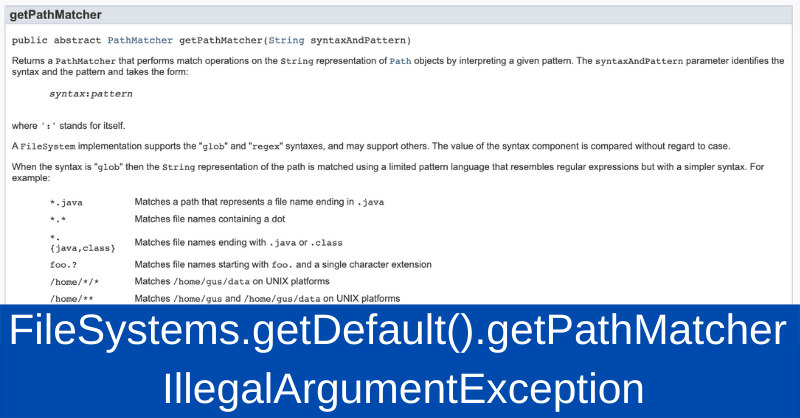 getPathMatcher
public abstract PathMatcher getPathMatcher(String syntaxAndPattern)
Returns a PathMatcher that performs match operations on the String representation of Path objects by interpreting a given pattern. The syntaxAndPattern parameter identifies the
syntax and the pattern and takes the form:
syntax:pattern
where ':' stands for itself.
A FileSystem implementation supports the "glob" and "regex" syntaxes, and may support others. The value of the syntax component is compared without regard to case.
When the syntax is "glob" then the String representation of the path is matched using a limited pattern language that resembles regular expressions but with a simpler syntax. For
example:
*.java Matches a path that represents a file name ending in .java
*.* Matches file names containing a dot
*.
{java,class} Matches file names ending with .java or .class
foo.? Matches file names starting with foo. and a single character extension
/home/*/* Matches /home/gus/data on UNIX platforms
/home/** Matches /home/gus and /home/gus/data on UNIX platforms
FileSystems.getDefault().getPathMatcher
IllegalArgumentException